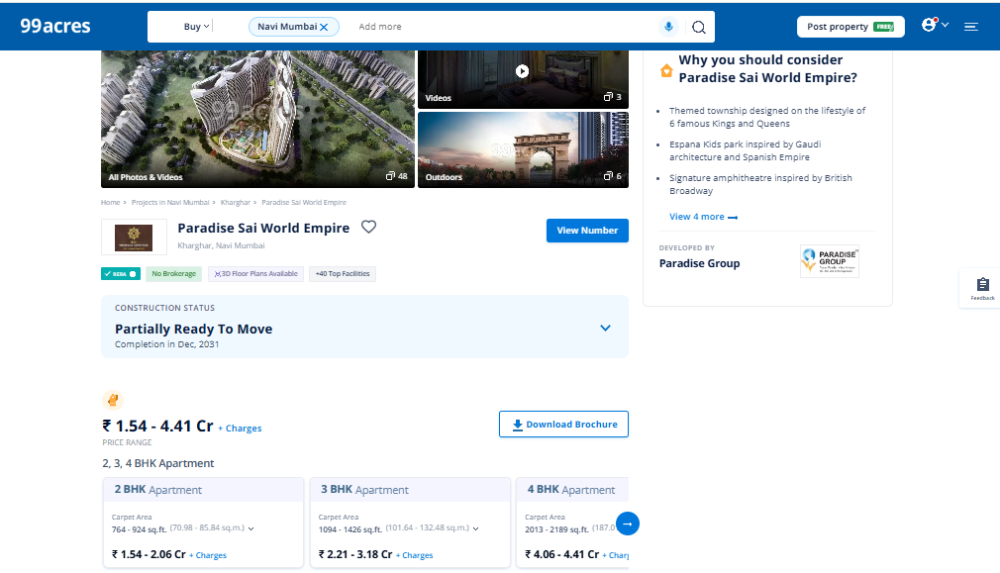 99acres
Buy
Navi Mumbai
Add more
Post property FREE
99acres
All Photos & Videos
48
Videos
3
Outdoors
6
Home > Projects in Navi Mumbai > Kharghar > Paradise Sai World Empire
Paradise Sai World Empire
Kharghar, Navi Mumbai
View Number
RERA
No Brokerage
3D Floor Plans Available
+40 Top Facilities
CONSTRUCTION STATUS
Partially Ready To Move
Completion in Dec, 2031
₹ 1.54 - 4.41 Cr + Charges
PRICE RANGE
Download Brochure
2, 3, 4 BHK Apartment
2 BHK Apartment
Carpet Area
764 - 924 sq.ft. (70.98 - 85.84 sq.m.)
₹ 1.54 - 2.06 Cr + Charges
3 BHK Apartment
Carpet Area
1094 - 1426 sq.ft. (101.64 - 132.48 sq.m.)
₹ 2.21 - 3.18 Cr + Charges
4 BHK Apartment
Carpet Area
2013 - 2189 sq.ft. (187.0
₹ 4.06 - 4.41 Cr + Charg
Why you should consider
Paradise Sai World Empire?
Themed township designed on the lifestyle of
6 famous Kings and Queens
Espana Kids park inspired by Gaudi
architecture and Spanish Empire
Signature amphitheatre inspired by British
Broadway
View 4 more
DEVELOPED BY
Paradise Group
PARADISE
GROUP
Feedback